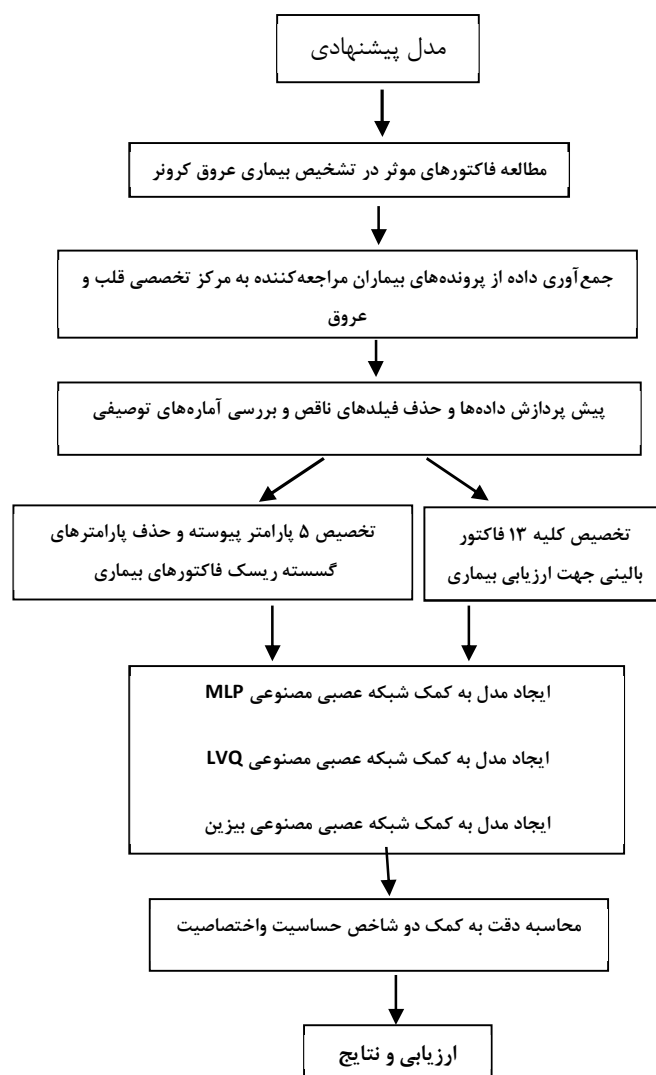 مدل پیشنهادی
مطالعه فاکتورهای موثر در تشخیص بیماری عروق کرونر
جمع‌آوری داده از پرونده‌های بیماران مراجعه‌کننده به مرکز تخصصی قلب و
عروق
پیش پردازش داده‌ها و حذف فیلدهای ناقص و بررسی آماره‌های توصیفی
تخصیص کلیه ۱۳ فاکتور
بالینی جهت ارزیابی بیماری
تخصیص ۵ پارامتر پیوسته و حذف پارامترهای
گسسته ریسک فاکتورهای بیماری
ایجاد مدل به کمک شبکه عصبی مصنوعی MLP
ایجاد مدل به کمک شبکه عصبی مصنوعی LVQ
ایجاد مدل به کمک شبکه عصبی مصنوعی بیزین
محاسبه دقت به کمک دو شاخص حساسیت واختصاصیت
ارزیابی و نتایج